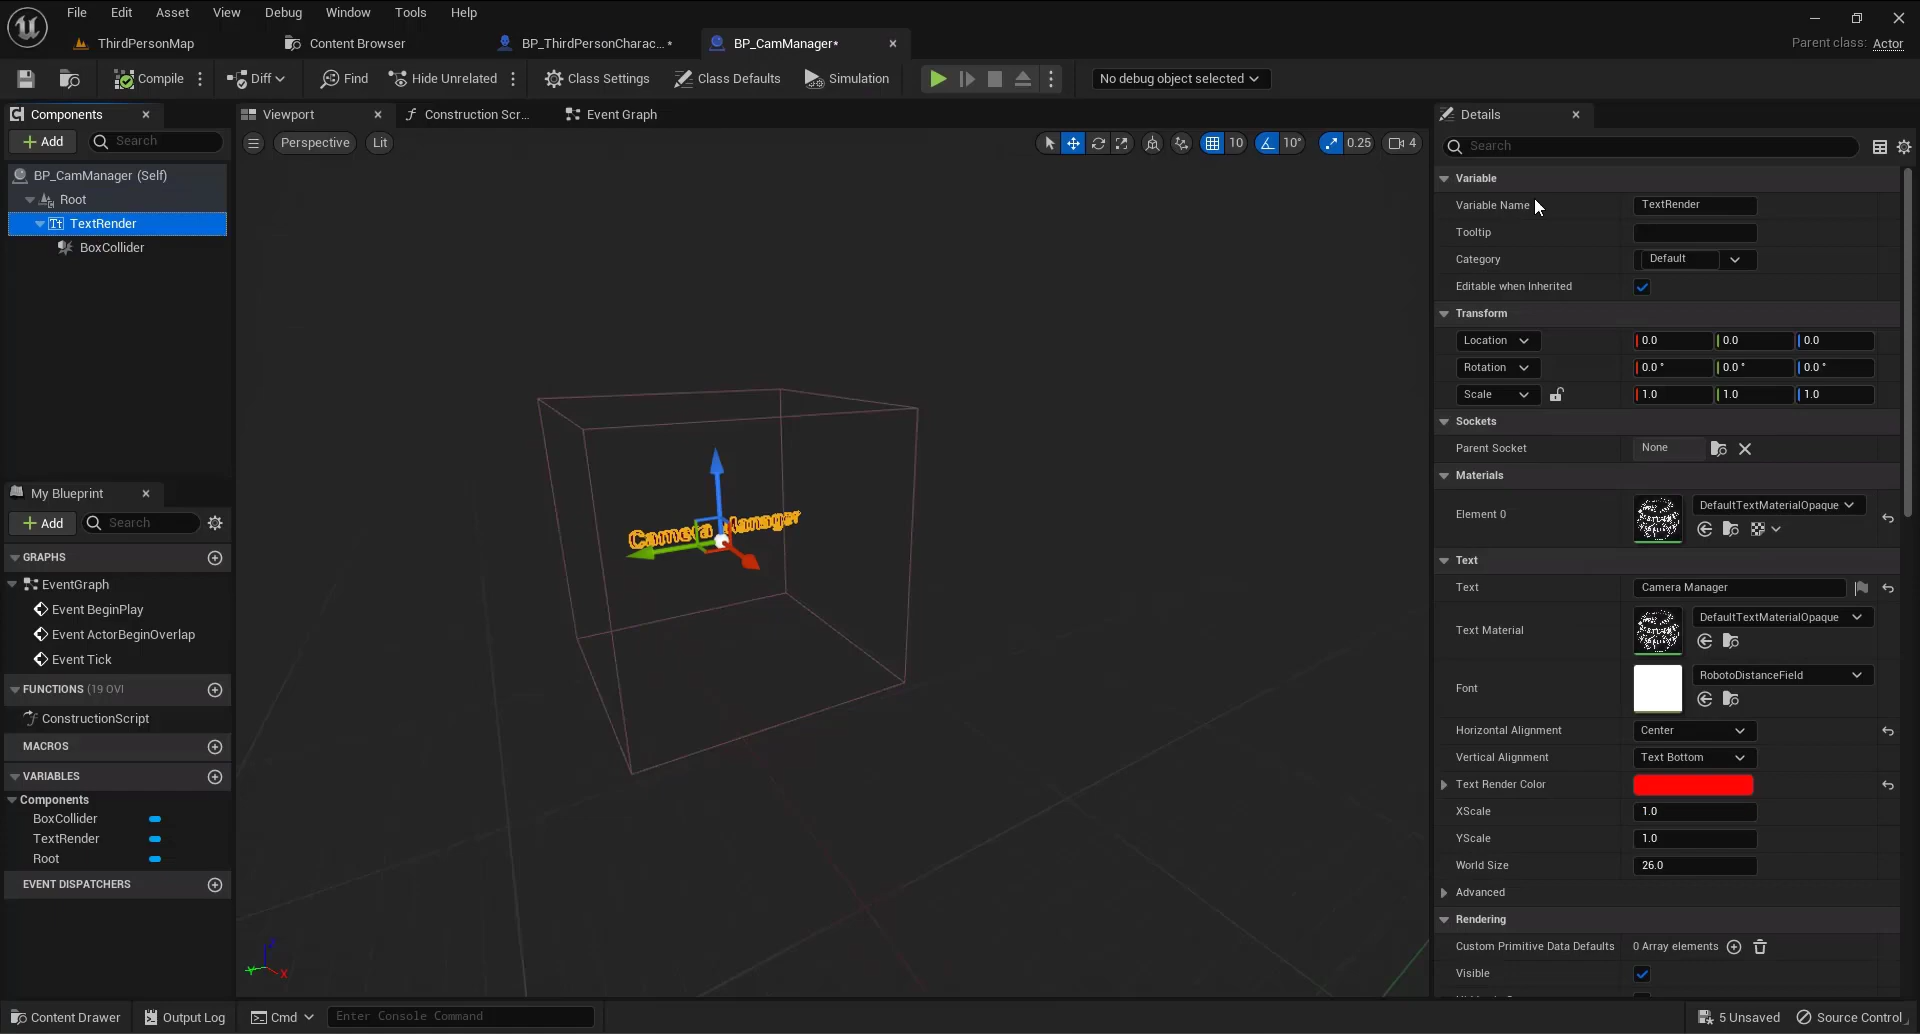 File Edit Asset View Debug Window Tools Help
ThirdPersonMap Content Browser BP_ThirdPersonCharac...* BP_CamManager* Parent class: Actor
Compile Diff Find Hide Unrelated Class Settings Class Defaults Simulation No debug object selected
Components
Add Search
BP_CamManager (Self)
Root
TextRender
BoxCollider
My Blueprint
Add Search
GRAPHS
EventGraph
Event BeginPlay
Event ActorBeginOverlap
Event Tick
FUNCTIONS (19 OVI
ConstructionScript
MACROS
VARIABLES
Components
BoxCollider
TextRender
Root
EVENT DISPATCHERS
Viewport Construction Scr... Event Graph
Perspective Lit 10 10° 0.25 4
Camera Manager
X
Details
Search
Variable
Variable Name TextRender
Tooltip
Category Default
Editable when Inherited
Transform
Location 0.0 0.0 0.0
Rotation 0.0 ° 0.0 ° 0.0 °
Scale 1.0 1.0 1.0
Sockets
Parent Socket None
Materials
Element 0 DefaultTextMaterialOpaque
Text
Text Camera Manager
Text Material DefaultTextMaterialOpaque
Font RobotoDistanceField
Horizontal Alignment Center
Vertical Alignment Text Bottom
Text Render Color
XScale 1.0
YScale 1.0
World Size 26.0
Advanced
Rendering
Custom Primitive Data Defaults 0 Array elements
Visible
Content Drawer Output Log Cmd Enter Console Command 5 Unsaved Source Control